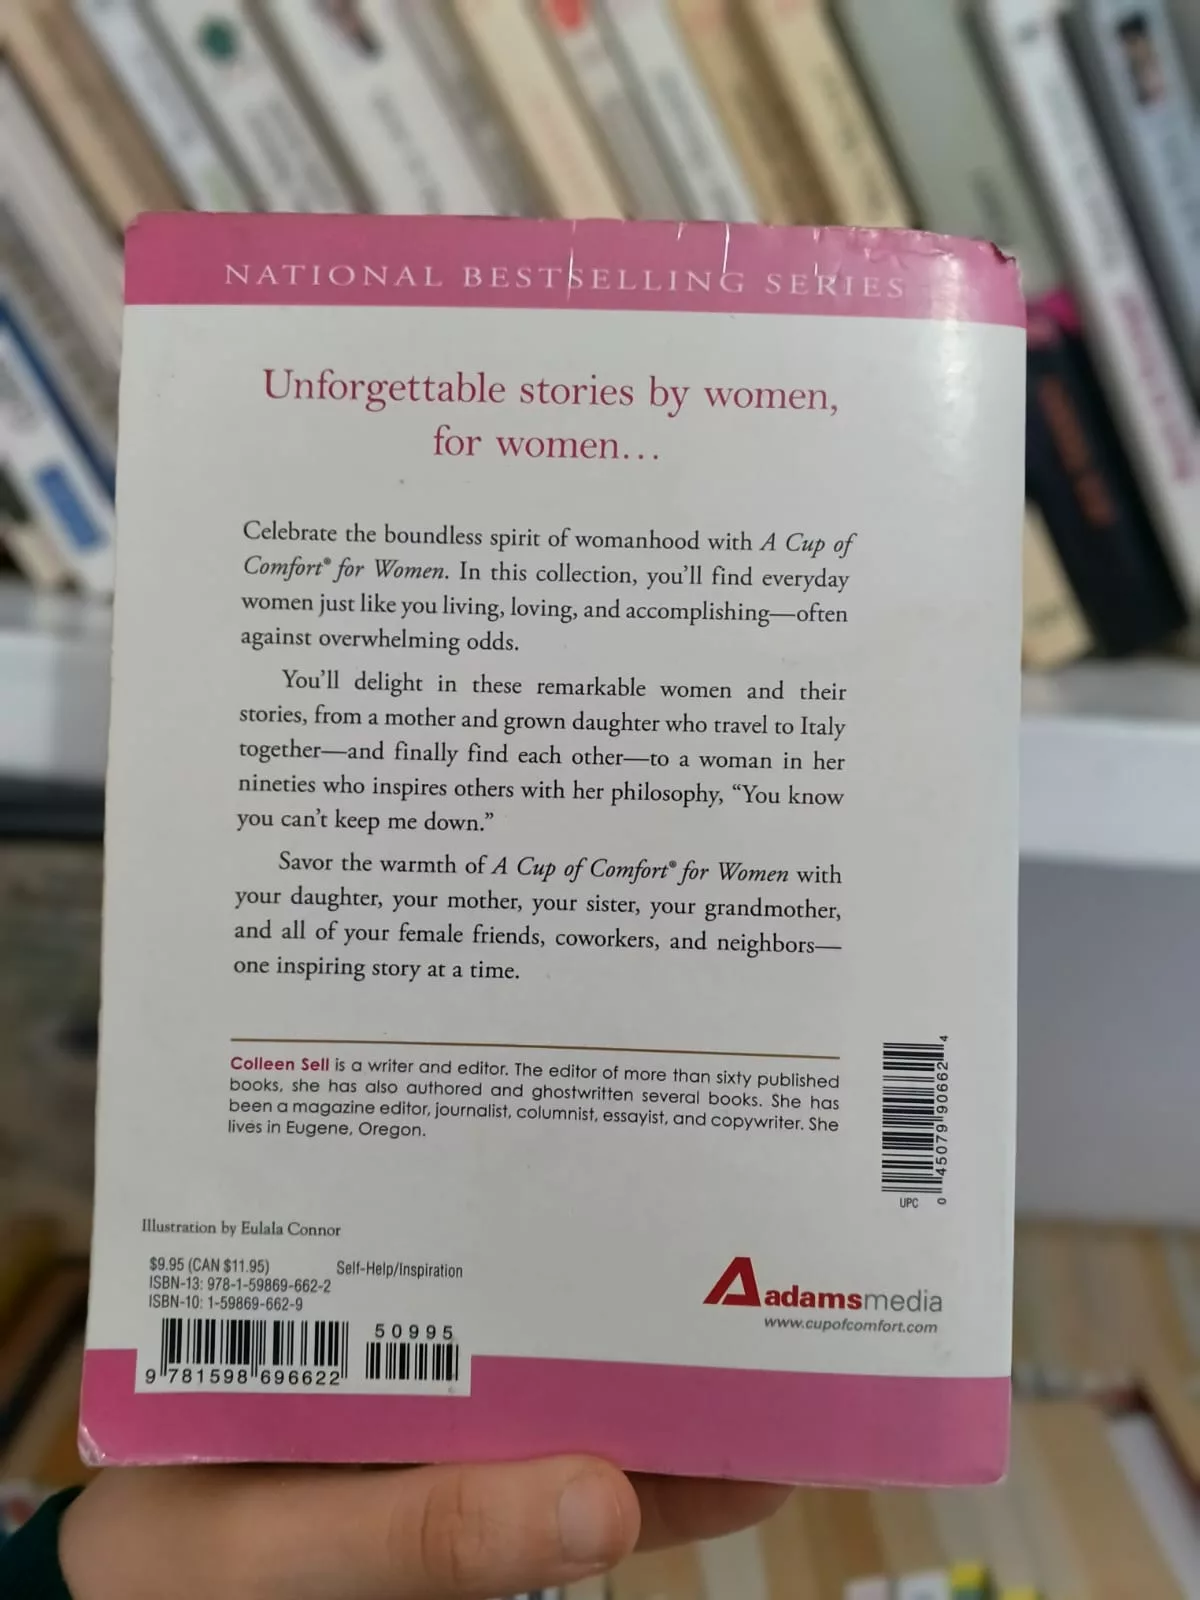 NATIONAL BESTSELLING SERIES
Unforgettable stories by women,
for women...
Celebrate the boundless spirit of womanhood with A Cup of
Comfort® for Women. In this collection, you'll find everyday
women just like you living, loving, and accomplishing—often
against overwhelming odds.
You'll delight in these remarkable women and their
stories, from a mother and grown daughter who travel to Italy
together—and finally find each other—to a woman in her
nineties who inspires others with her philosophy, “You know
you can't keep me down.”
Savor the warmth of A Cup of Comfort® for Women with
your daughter, your mother, your sister, your grandmother,
and all of your female friends, coworkers, and neighbors—
one inspiring story at a time.
Colleen Sell is a writer and editor. The editor of more than sixty published
books, she has also authored and ghostwritten several books. She has
been a magazine editor, journalist, columnist, essayist, and copywriter. She
lives in Eugene, Oregon.
0 45079 90662 4
UPC
Illustration by Eulala Connor
$9.95 (CAN $11.95) Self-Help/Inspiration
ISBN-13: 978-1-59869-662-2
ISBN-10: 1-59869-662-9
50995
9 781598 696622
adamsmedia
www.cupofcomfort.com